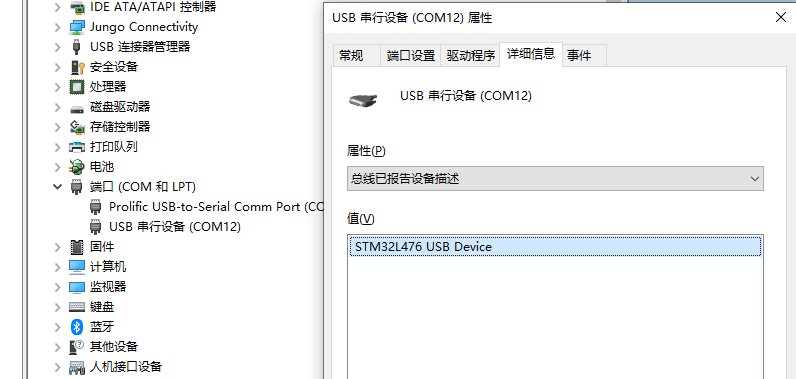 IDE ATA/ATAPI 控制器
Jungo Connectivity
USB 连接器管理器
安全设备
处理器
磁盘驱动器
存储控制器
打印队列
电池
端口 (COM 和 LPT)
Prolific USB-to-Serial Comm Port (CO
USB 串行设备 (COM12)
固件
计算机
监视器
键盘
蓝牙
其他设备
人机接口设备
USB 串行设备 (COM12) 属性
常规 端口设置 驱动程序 详细信息 事件
USB 串行设备 (COM12)
属性(P)
总线已报告设备描述
值(V)
STM32L476 USB Device